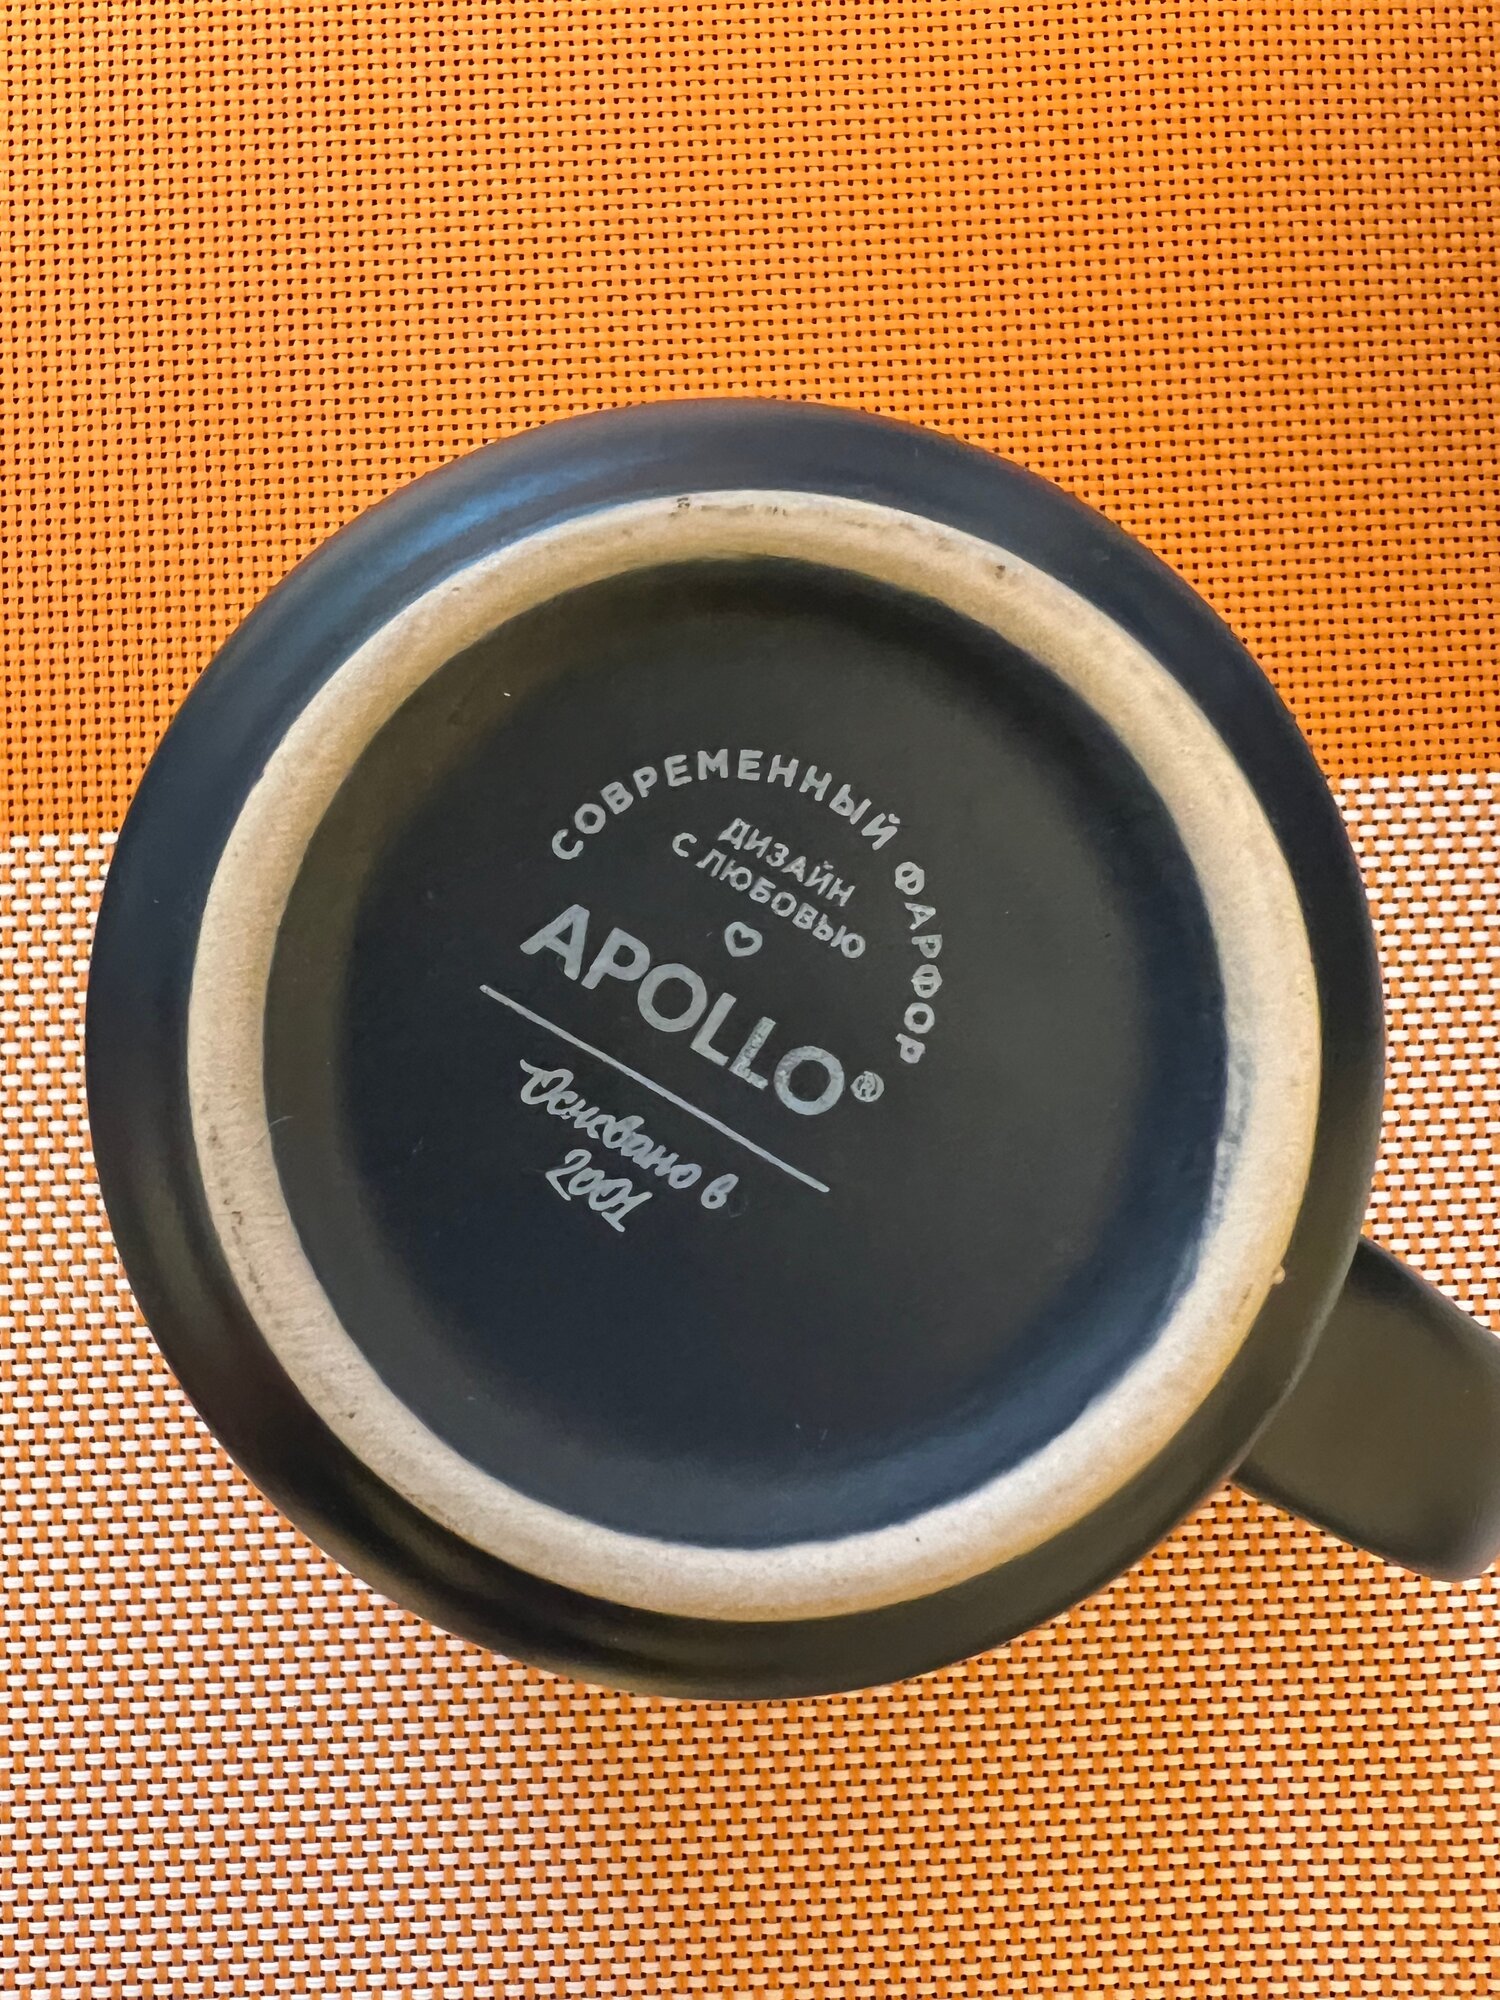 СОВРЕМЕННЫЙ ФАРФОР
ДИЗАЙН
С ЛЮБОВЬЮ
APOLLO®
Основано в
2001